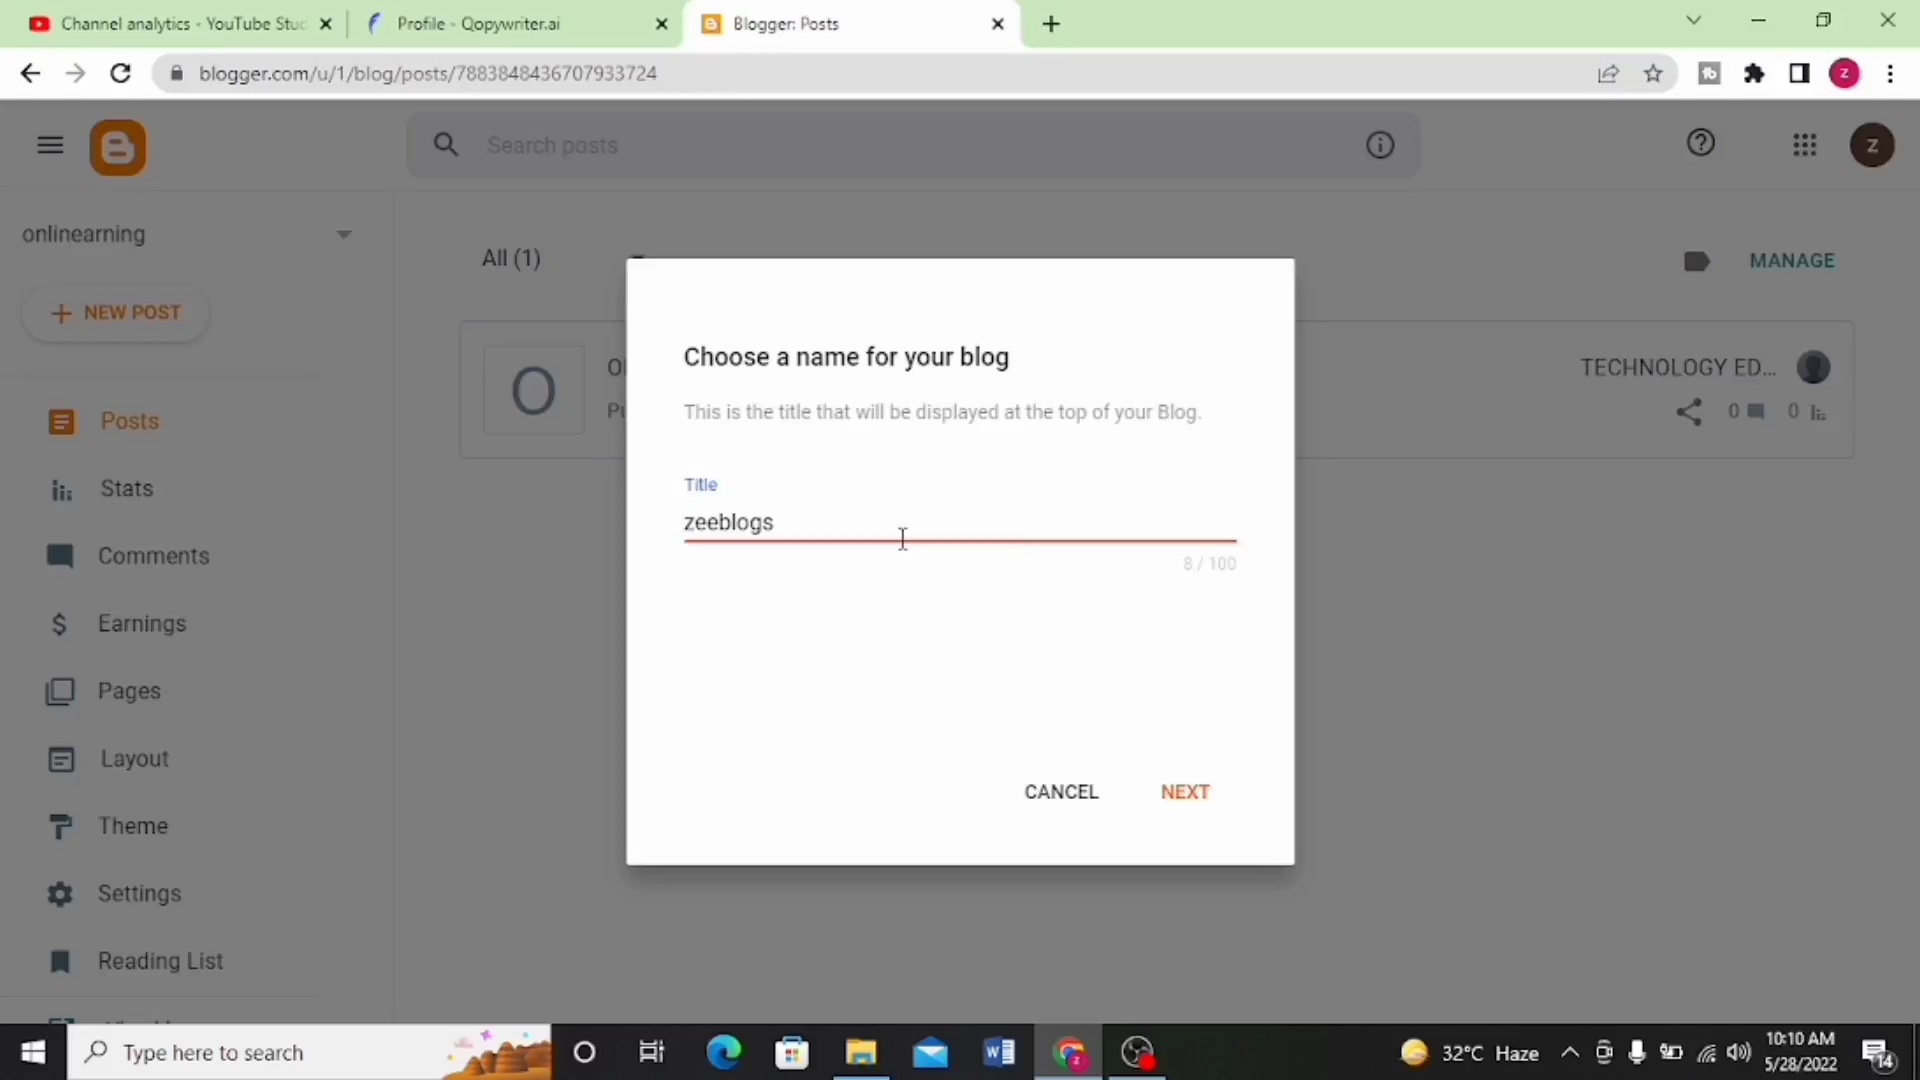 Channel analytics - YouTube Stuc
Profile - Qopywriter.ai
Blogger: Posts
blogger.com/u/1/blog/posts/7883848436707933724
z
Search posts
z
onlinearning
All (1)
MANAGE
NEW POST
O
TECHNOLOGY ED...
0
0
Choose a name for your blog
This is the title that will be displayed at the top of your Blog.
Title
zeeblogs
8 / 100
CANCEL
NEXT
Posts
Stats
Comments
Earnings
Pages
Layout
Theme
Settings
Reading List
Type here to search
32°C Haze
10:10 AM
5/28/2022
14